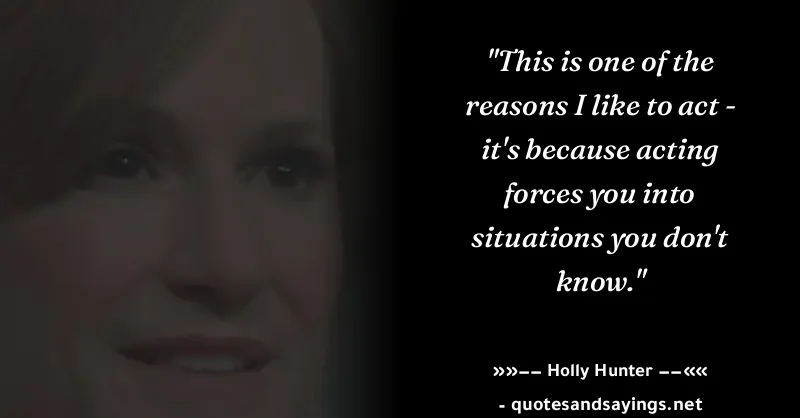 "This is one of the
reasons I like to act -
it's because acting
forces you into
situations you don't
know."
»»−− Holly Hunter −−««
- quotesandsayings.net